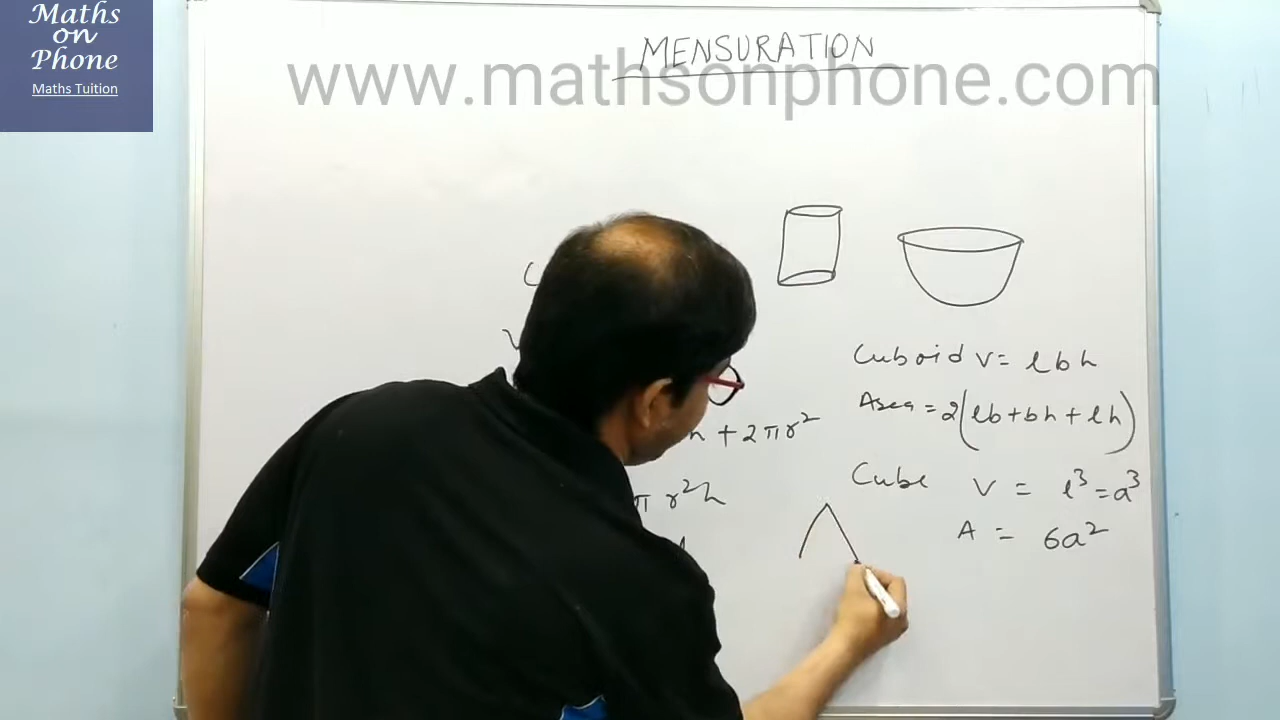 Maths
on
Phone
Maths Tuition
MENSURATION
www.mathsonphone.com
Cuboid V = lbh
Area = 2(lb+bh+lh)
h + 2πr²
Cube V = l³ = a³
π r²h
A = 6a²